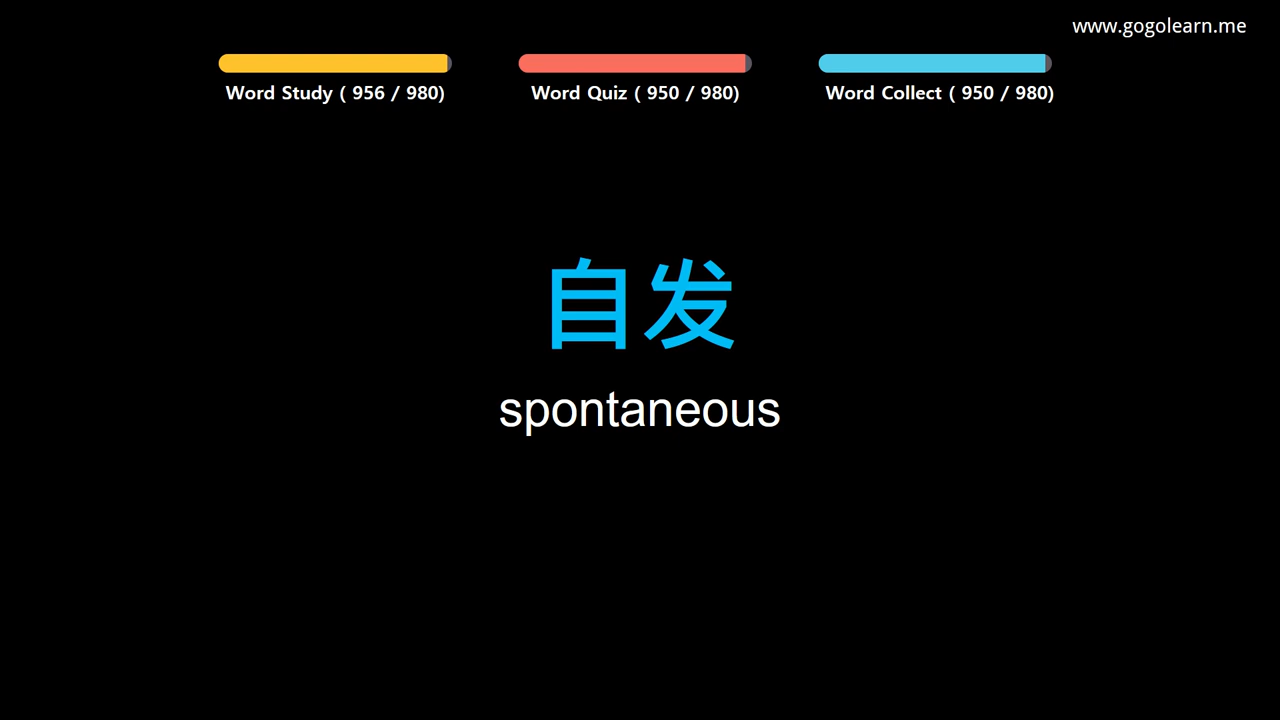 www.gogolearn.me
Word Study ( 956 / 980)
Word Quiz ( 950 / 980)
Word Collect ( 950 / 980)
自发
spontaneous